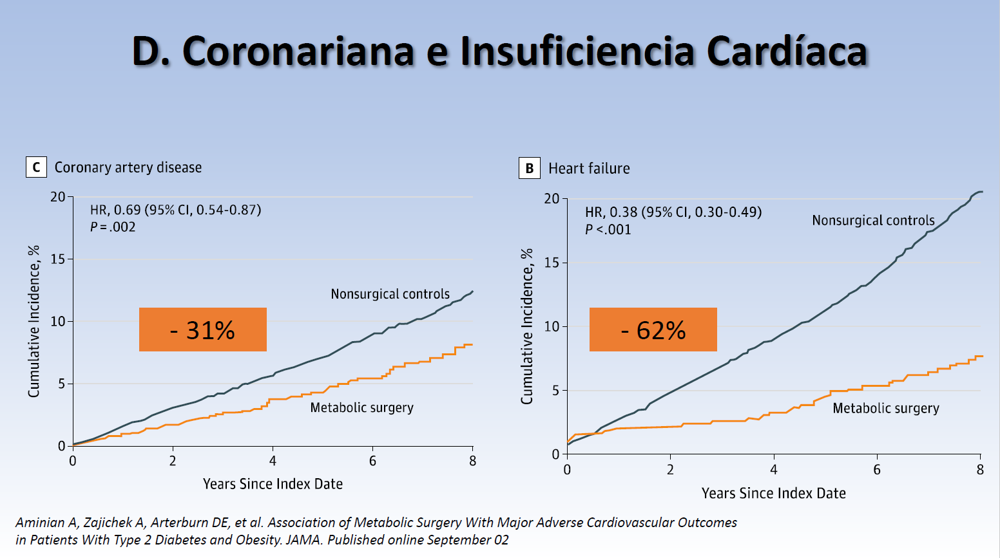 D. Coronariana e Insuficiencia Cardíaca
C Coronary artery disease
20
15
10
5
0
Cumulative Incidence, %
HR, 0.69 (95% CI, 0.54-0.87)
P = .002
Nonsurgical controls
- 31%
Metabolic surgery
0 2 4 6 8
Years Since Index Date
B Heart failure
20
15
10
5
0
Cumulative Incidence, %
HR, 0.38 (95% CI, 0.30-0.49)
P <.001
Nonsurgical controls
- 62%
Metabolic surgery
0 2 4 6 8
Years Since Index Date
Aminian A, Zajichek A, Arterburn DE, et al. Association of Metabolic Surgery With Major Adverse Cardiovascular Outcomes
in Patients With Type 2 Diabetes and Obesity. JAMA. Published online September 02